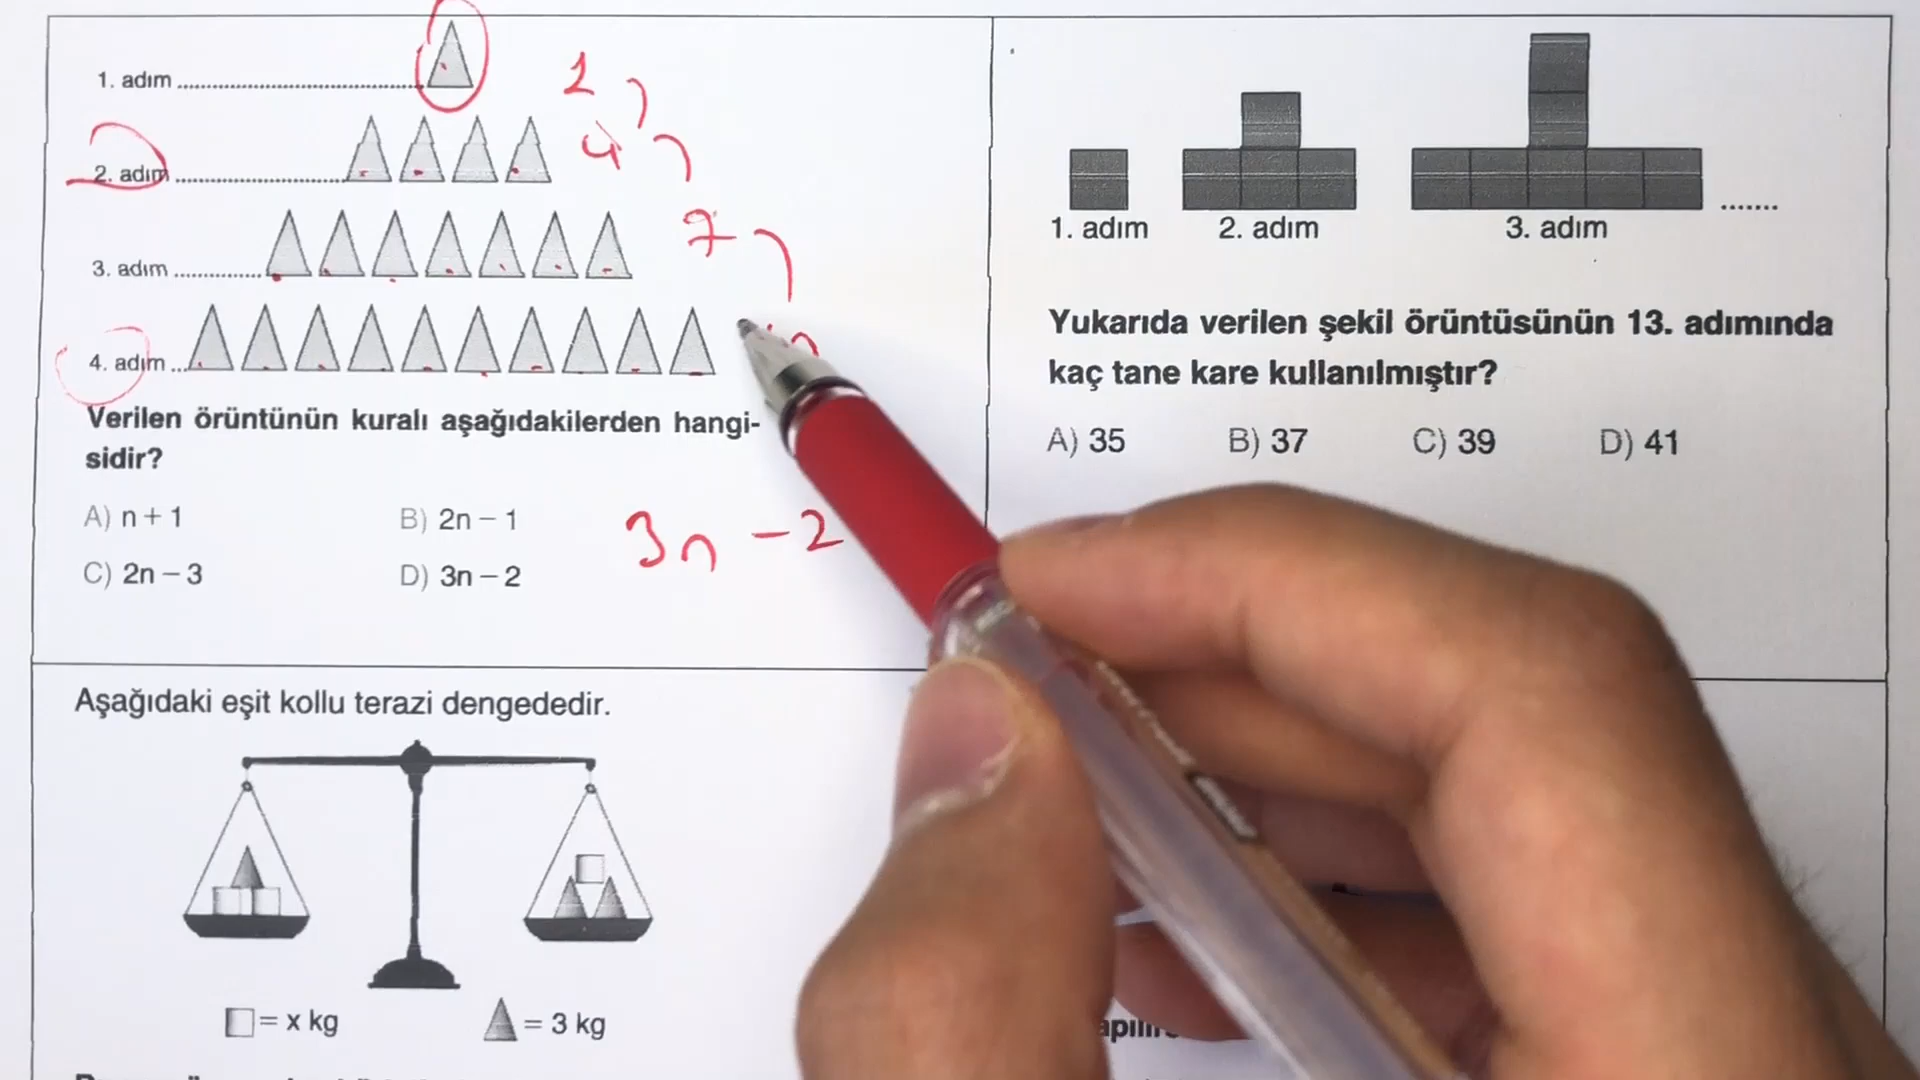 1. adım ........................................
1
2. adım ............................
4
3. adım ..............
7
4. adım ...
Verilen örüntünün kuralı aşağıdakilerden hangi-
sidir?
A) n + 1
B) 2n – 1
C) 2n – 3
D) 3n – 2
3n – 2
1. adım
2. adım
3. adım
.......
Yukarıda verilen şekil örüntüsünün 13. adımında
kaç tane kare kullanılmıştır?
A) 35
B) 37
C) 39
D) 41
Aşağıdaki eşit kollu terazi dengededir.
= x kg
= 3 kg